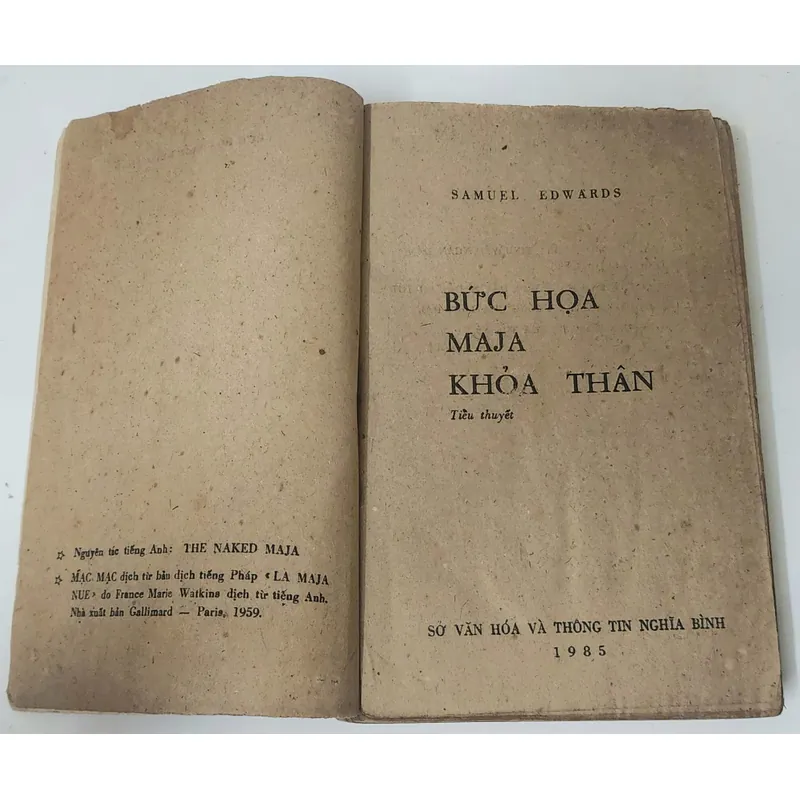 ☆ Nguyên tác tiếng Anh: THE NAKED MAJA
☆ MẠC MẠC dịch từ bản dịch tiếng Pháp «LA MAJA
NUE» do France Marie Watkins dịch từ tiếng Anh.
Nhà xuất bản Gallimard — Paris, 1959.
SAMUEL EDWARDS
BỨC HỌA
MAJA
KHỎA THÂN
Tiểu thuyết
SỞ VĂN HÓA VÀ THÔNG TIN NGHĨA BÌNH
1985